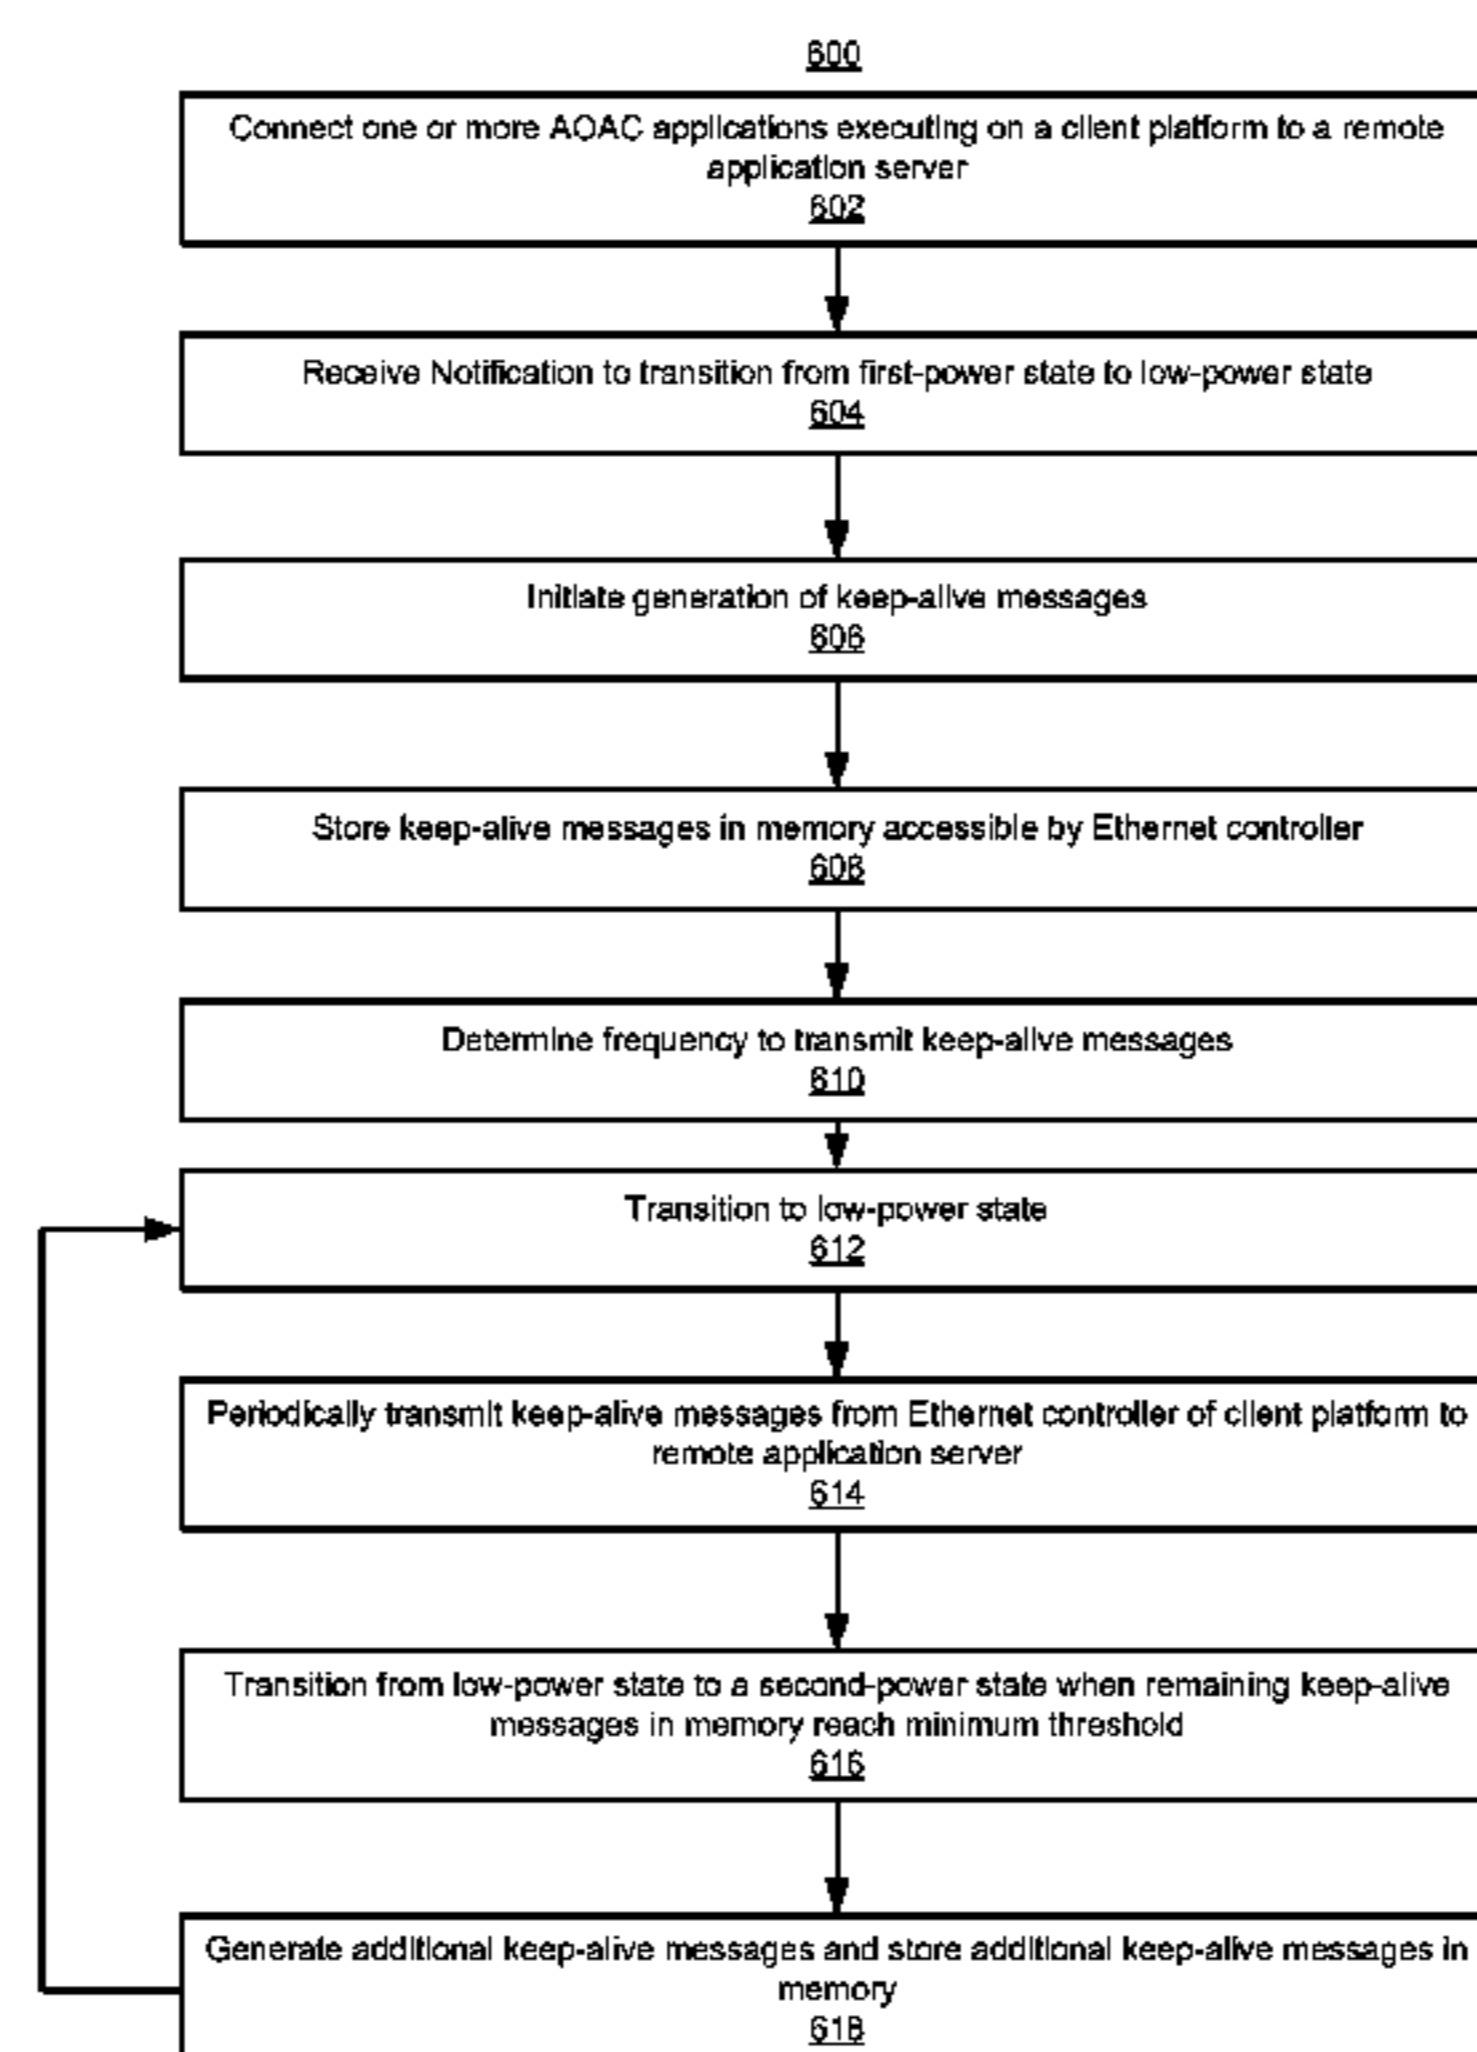 600
Connect one or more AOAC applications executing on a client platform to a remote
application server
602
Receive Notification to transition from first-power state to low-power state
604
Initiate generation of keep-alive messages
606
Store keep-alive messages in memory accessible by Ethernet controller
608
Determine frequency to transmit keep-alive messages
610
Transition to low-power state
612
Periodically transmit keep-alive messages from Ethernet controller of client platform to
remote application server
614
Transition from low-power state to a second-power state when remaining keep-alive
messages in memory reach minimum threshold
616
Generate additional keep-alive messages and store additional keep-alive messages in
memory
618